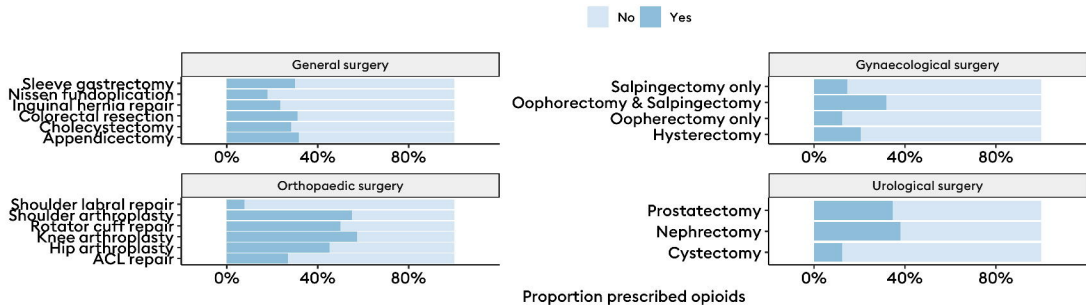 No Yes
General surgery
Sleeve gastrectomy
Nissen fundoplication
Inguinal hernia repair
Colorectal resection
Cholecystectomy
Appendicectomy
0% 40% 80%
Gynaecological surgery
Salpingectomy only
Oophorectomy & Salpingectomy
Oopherectomy only
Hysterectomy
0% 40% 80%
Orthopaedic surgery
Shoulder labral repair
Shoulder arthroplasty
Rotator cuff repair
Knee arthroplasty
Hip arthroplasty
ACL repair
0% 40% 80%
Urological surgery
Prostatectomy
Nephrectomy
Cystectomy
0% 40% 80%
Proportion prescribed opioids